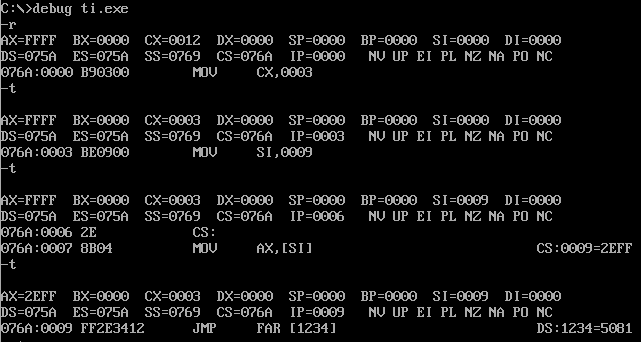 C:\>debug ti.exe
-r
AX=FFFF  BX=0000  CX=0012  DX=0000  SP=0000  BP=0000  SI=0000  DI=0000
DS=075A  ES=075A  SS=0769  CS=076A  IP=0000   NV UP EI PL NZ NA PO NC
076A:0000 B90300        MOV     CX,0003
-t
AX=FFFF  BX=0000  CX=0003  DX=0000  SP=0000  BP=0000  SI=0000  DI=0000
DS=075A  ES=075A  SS=0769  CS=076A  IP=0003   NV UP EI PL NZ NA PO NC
076A:0003 BE0900        MOV     SI,0009
-t
AX=FFFF  BX=0000  CX=0003  DX=0000  SP=0000  BP=0000  SI=0009  DI=0000
DS=075A  ES=075A  SS=0769  CS=076A  IP=0006   NV UP EI PL NZ NA PO NC
076A:0006 2E            CS:
076A:0007 8B04          MOV     AX,[SI]                            CS:0009=2EFF
-t
AX=2EFF  BX=0000  CX=0003  DX=0000  SP=0000  BP=0000  SI=0009  DI=0000
DS=075A  ES=075A  SS=0769  CS=076A  IP=0009   NV UP EI PL NZ NA PO NC
076A:0009 FF2E3412      JMP     FAR [1234]                         DS:1234=5081